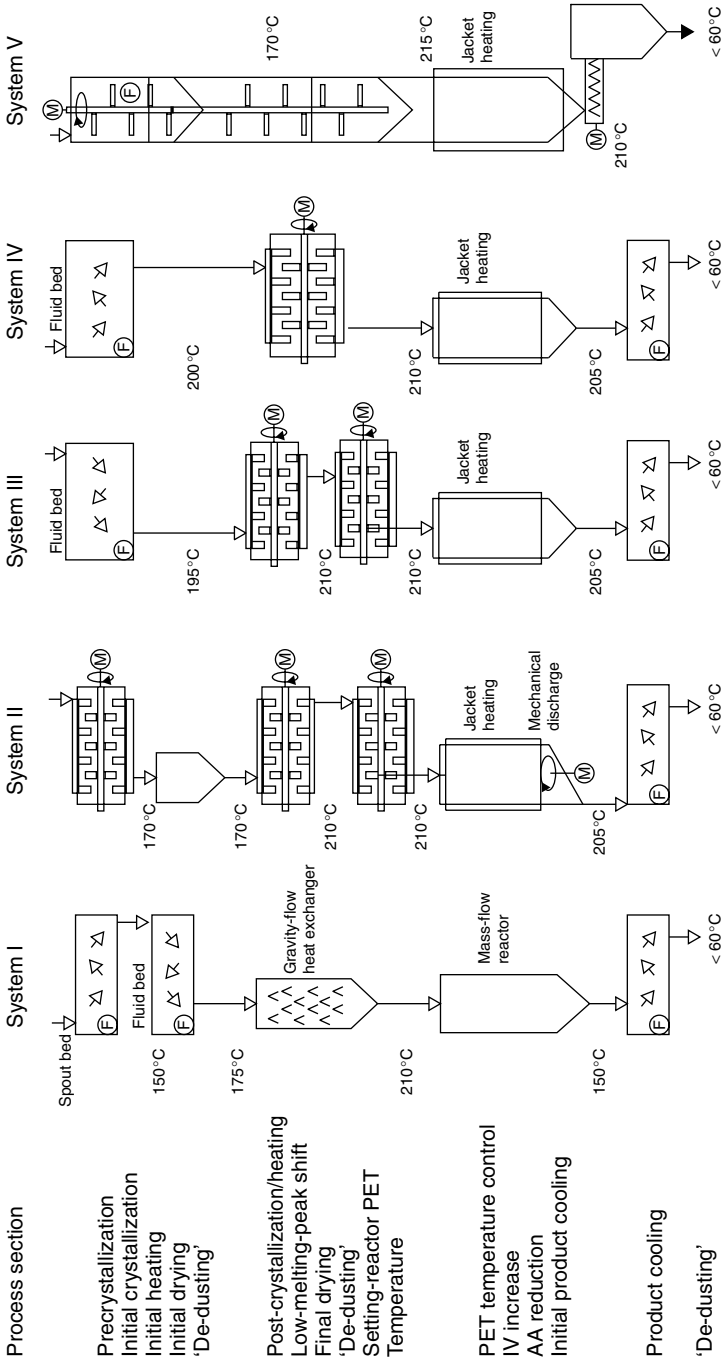 Process section
Precrystallization
Initial crystallization
Initial heating
Initial drying
'De-dusting'
Post-crystallization/heating
Low-melting-peak shift
Final drying
'De-dusting'
Setting-reactor PET
Temperature
PET temperature control
IV increase
AA reduction
Initial product cooling
Product cooling
'De-dusting'
System I
Spout bed
F
150°C
Fluid bed
F
175°C
Gravity-flow
heat exchanger
210°C
Mass-flow
reactor
150°C
F
< 60°C
System II
M
170°C
170°C
M
210°C
M
210°C
Jacket
heating
Mechanical
discharge
M
205°C
F
< 60°C
System III
Fluid bed
F
195°C
M
210°C
M
210°C
Jacket
heating
205°C
F
< 60°C
System IV
Fluid bed
F
200°C
M
210°C
Jacket
heating
205°C
F
< 60°C
System V
M
F
170°C
215°C
Jacket
heating
M
210°C
< 60°C